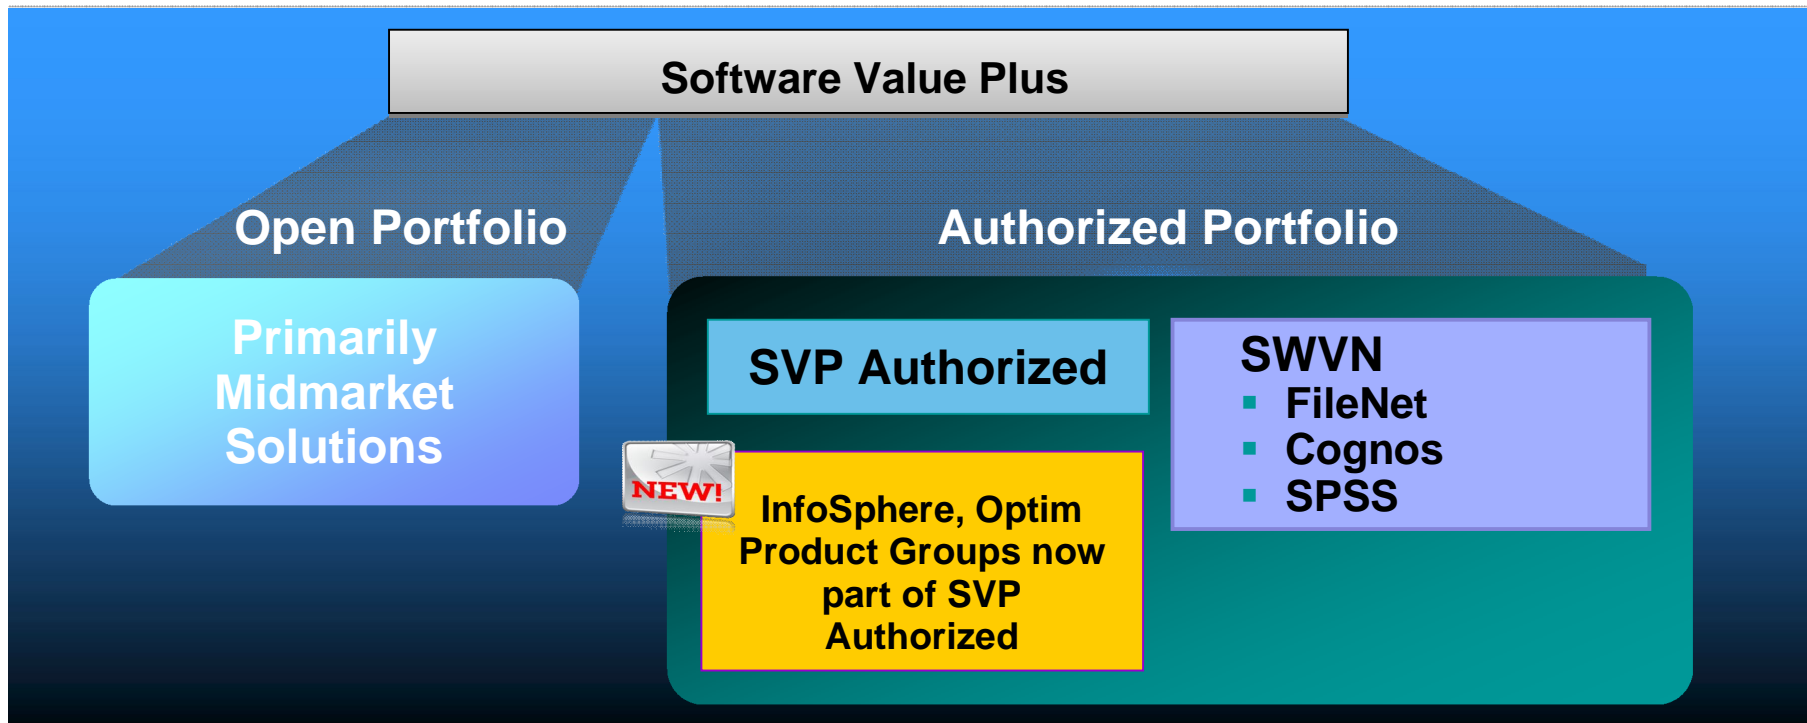 Software Value Plus
Open Portfolio
Authorized Portfolio
Primarily
Midmarket
Solutions
SVP Authorized
SWVN
▪ FileNet
▪ Cognos
▪ SPSS
NEW!
InfoSphere, Optim
Product Groups now
part of SVP
Authorized